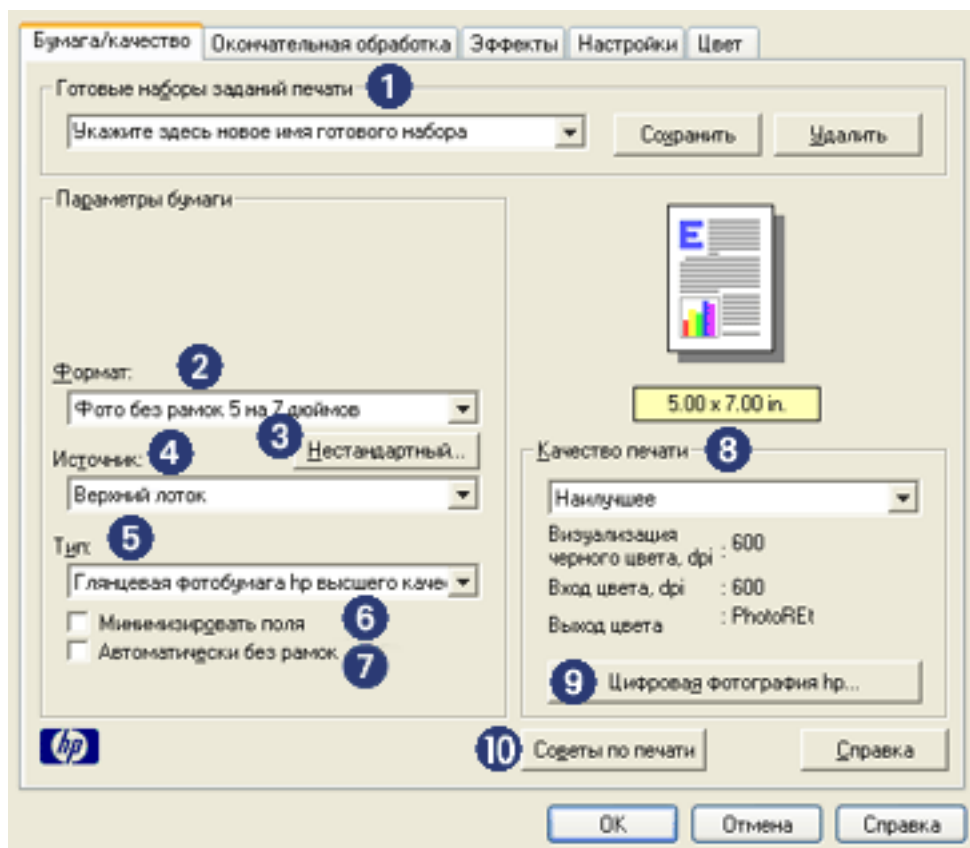 Бумага/качество Окончательная обработка Эффекты Настройки Цвет
Готовые наборы заданий печати 1
Укажите здесь новое имя готового набора Сохранить Удалить
Параметры бумаги
E
Формат: 2
Фото без рамок 5 на 7 дюймов
5.00 x 7.00 in.
3 Нестандартный...
Источник: 4
Верхний лоток
Тип: 5
Глянцевая фотобумага hp высшего качес
Минимизировать поля 6
Автоматически без рамок 7
Качество печати 8
Наилучшее
Визуализация
черного цвета, dpi : 600
Вход цвета, dpi : 600
Выход цвета : PhotoREt
9 Цифровая фотография hp...
hp
10 Советы по печати Справка
OK Отмена Справка